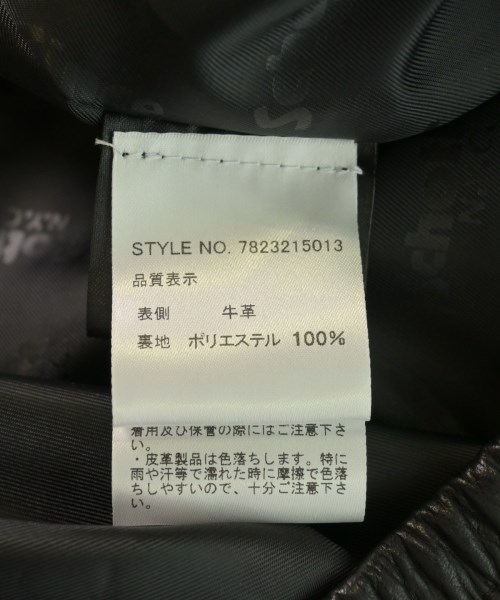 STYLE NO. 7823215013
品質表示
表側 牛革
裏地 ポリエステル 100%
着用及び保管の際にはご注意下さ
い。
・皮革製品は色落ちします。特に
雨や汗等で濡れた時に摩擦で色落
ちしやすいので、十分ご注意下さ
い。
Sch
N.Y.C